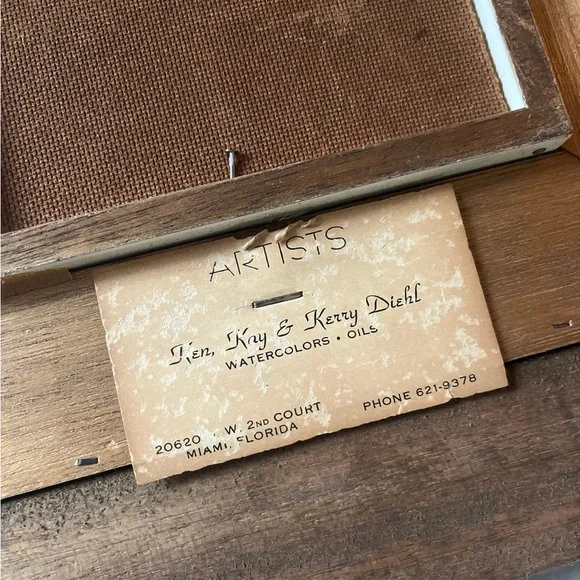 ARTISTS
Ken, Kay & Kerry Diehl
WATERCOLORS • OILS
20620 W. 2ND COURT
MIAMI, FLORIDA
PHONE 621-9378